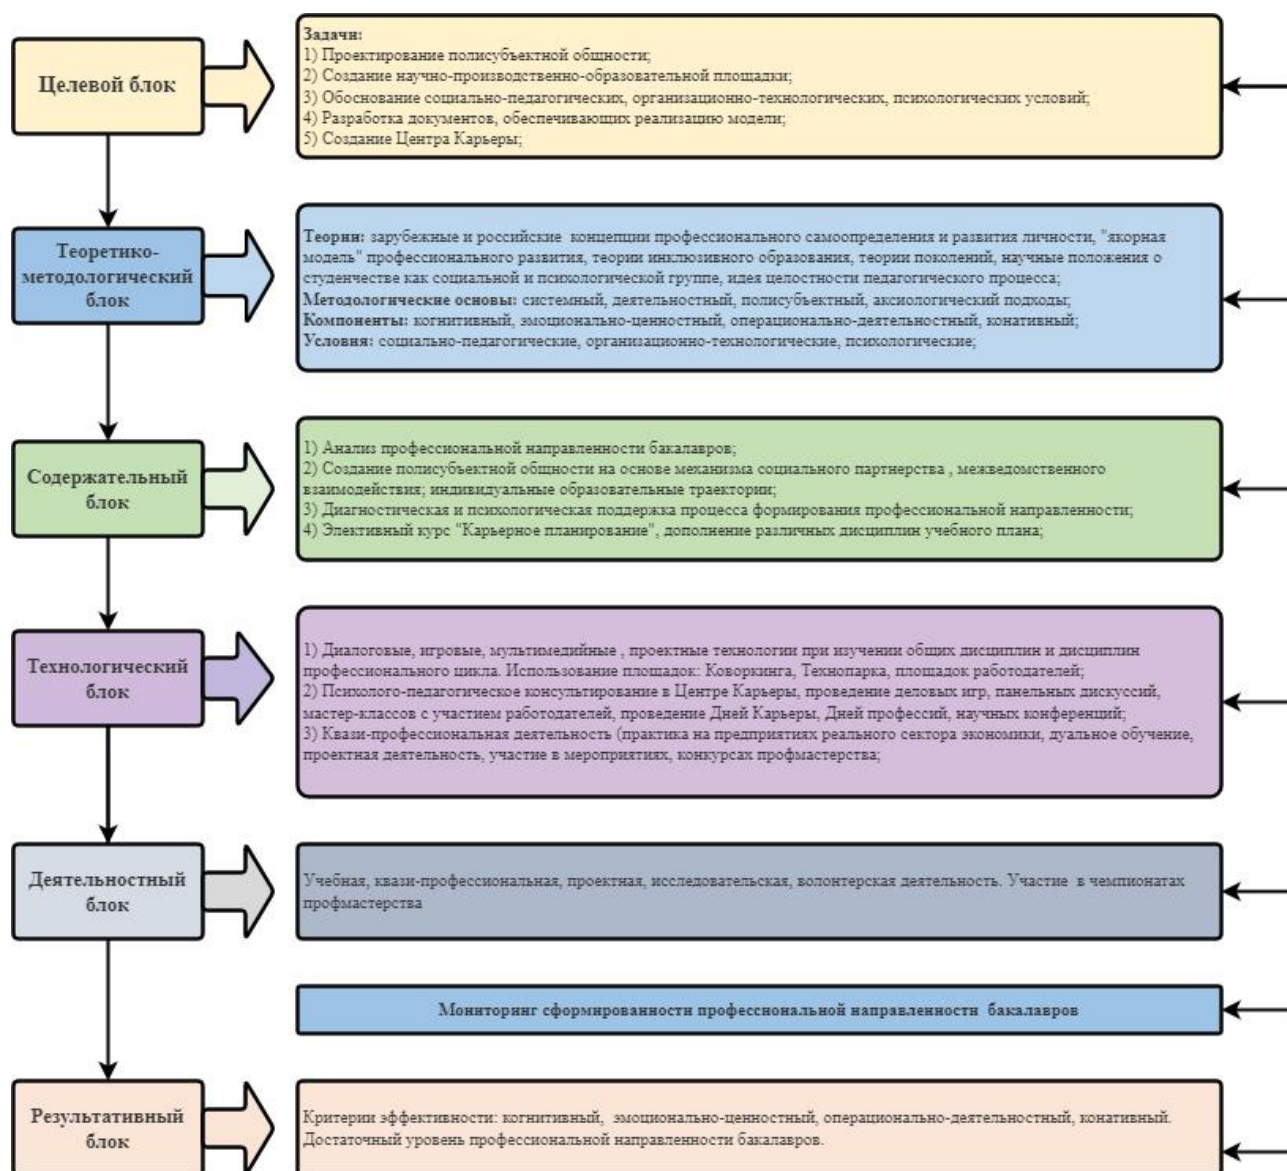 Целевой блок
Задачи:
1) Проектирование полисубъектной общности;
2) Создание научно-производственно-образовательной площадки;
3) Обоснование социально-педагогических, организационно-технологических, психологических условий;
4) Разработка документов, обеспечивающих реализацию модели;
5) Создание Центра Карьеры;
Теоретико-
методологический
блок
Теории: зарубежные и российские концепции профессионального самоопределения и развития личности, "якорная
модель" профессионального развития, теории инклюзивного образования, теории поколений, научные положения о
студенчестве как социальной и психологической группе, идея целостности педагогического процесса;
Методологические основы: системный, деятельностный, полисубъектный, аксиологический подходы;
Компоненты: когнитивный, эмоционально-ценностный, операционально-деятельностный, конативный;
Условия: социально-педагогические, организационно-технологические, психологические;
Содержательный
блок
1) Анализ профессиональной направленности бакалавров;
2) Создание полисубъектной общности на основе механизма социального партнерства , межведомственного
взаимодействия; индивидуальные образовательные траектории;
3) Диагностическая и психологическая поддержка процесса формирования профессиональной направленности;
4) Элективный курс "Карьерное планирование", дополнение различных дисциплин учебного плана;
Технологический
блок
1) Диалоговые, игровые, мультимедийные , проектные технологии при изучении общих дисциплин и дисциплин
профессионального цикла. Использование площадок: Коворкинга, Технопарка, площадок работодателей;
2) Психолого-педагогическое консультирование в Центре Карьеры, проведение деловых игр, панельных дискуссий,
мастер-классов с участием работодателей, проведение Дней Карьеры, Дней профессий, научных конференций;
3) Квази-профессиональная деятельность (практика на предприятиях реального сектора экономики, дуальное обучение,
проектная деятельность, участие в мероприятиях, конкурсах профмастерства;
Деятельностный
блок
Учебная, квази-профессиональная, проектная, исследовательская, волонтерская деятельность. Участие в чемпионатах
профмастерства
Мониторинг сформированности профессиональной направленности бакалавров
Результативный
блок
Критерии эффективности: когнитивный, эмоционально-ценностный, операционально-деятельностный, конативный.
Достаточный уровень профессиональной направленности бакалавров.